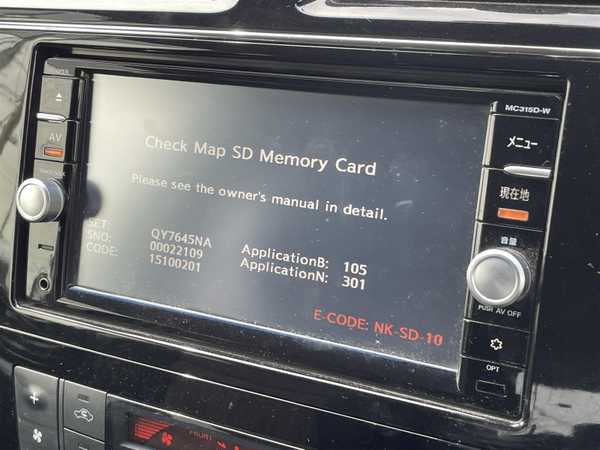 MC315D-W
AV
メニュー
現在地
音量
PUSH AV OFF
OPT
Check Map SD Memory Card
Please see the owner's manual in detail.
SET: QY7645NA
SNO: 00022109
CODE: 15100201
ApplicationB: 105
ApplicationN: 301
E-CODE: NK-SD-10